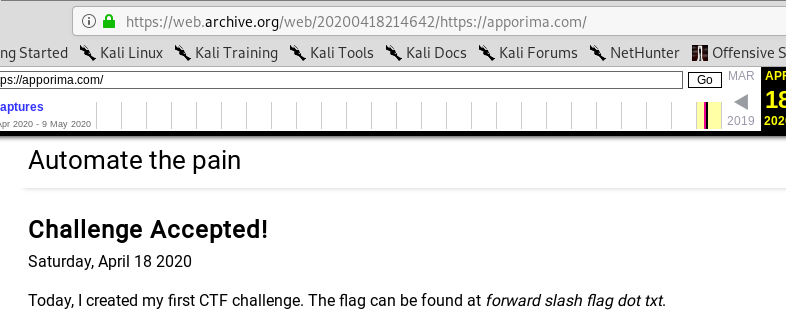 https://web.archive.org/web/20200418214642/https://apporima.com/
ng Started Kali Linux Kali Training Kali Tools Kali Docs Kali Forums NetHunter Offensive S
ps://apporima.com/ Go MAR APR
aptures 18
Apr 2020 - 9 May 2020 2019 2020
Automate the pain
Challenge Accepted!
Saturday, April 18 2020
Today, I created my first CTF challenge. The flag can be found at forward slash flag dot txt.